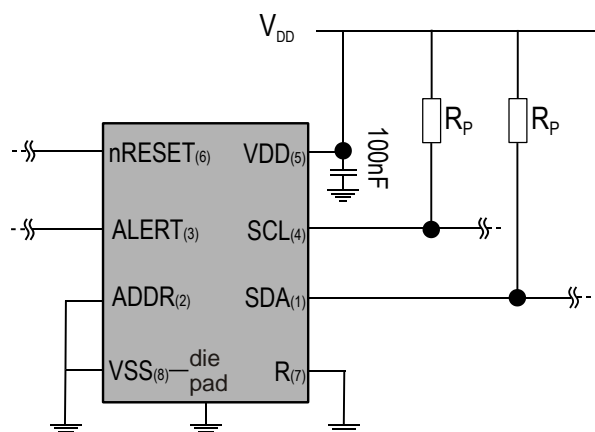 VDD
nRESET(6)
VDD(5)
100nF
RP
RP
ALERT(3)
SCL(4)
ADDR(2)
SDA(1)
VSS(8)
die
pad
R(7)